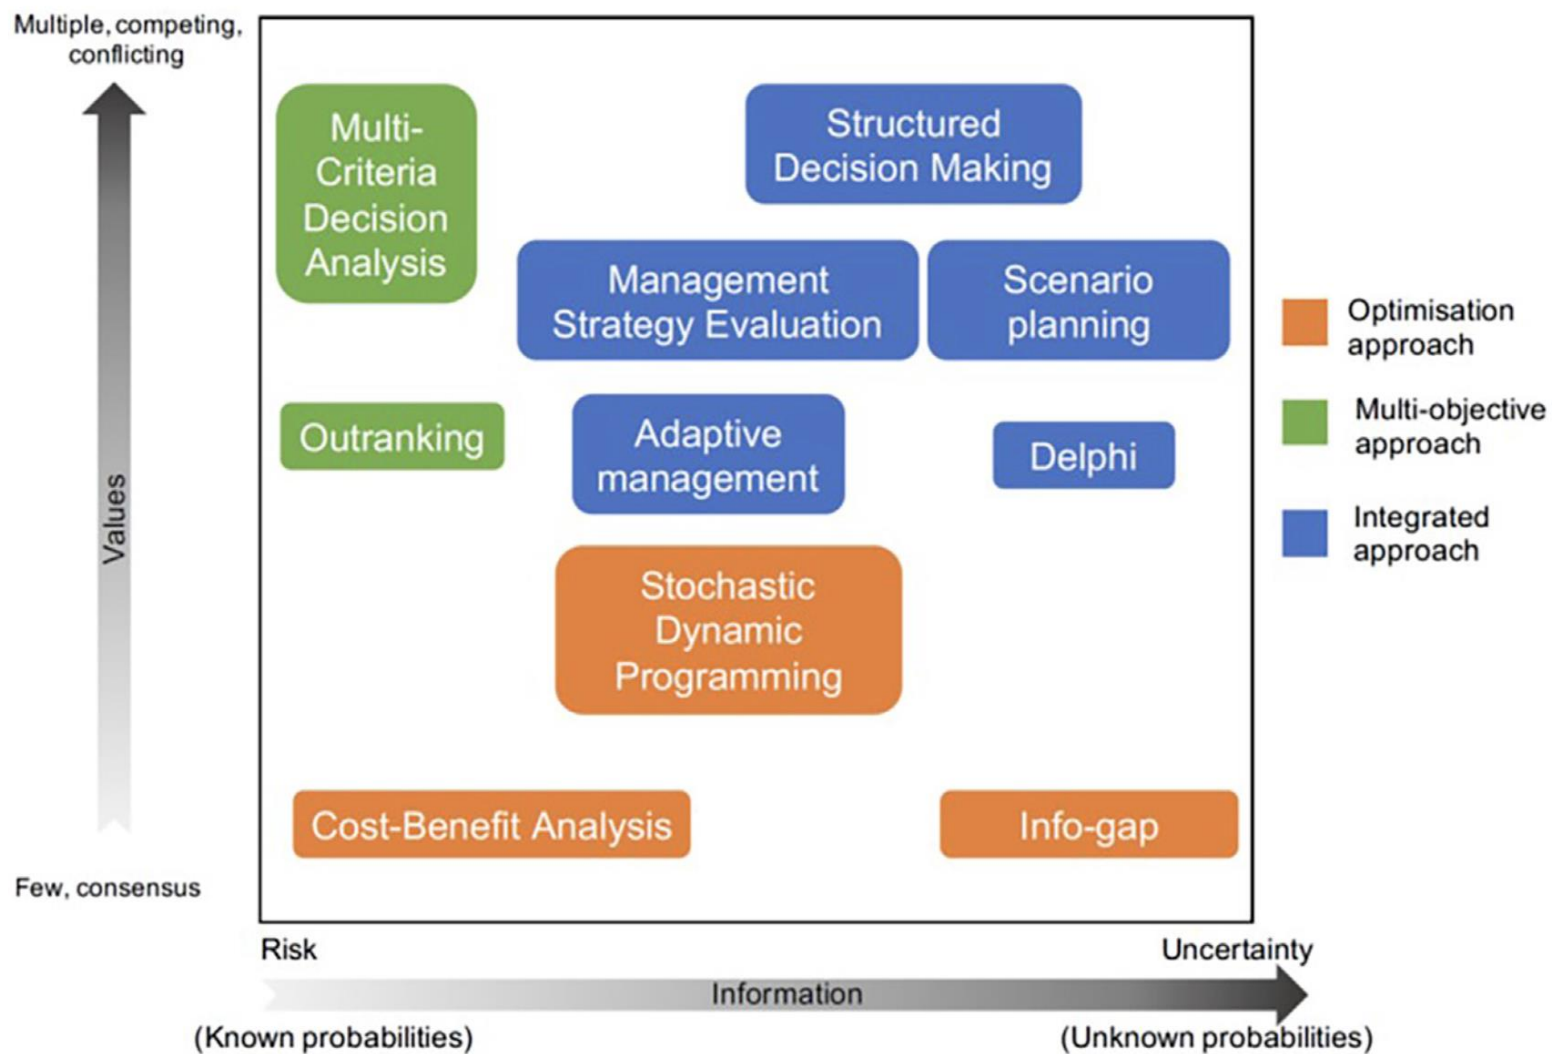 Multiple, competing,
conflicting
Multi-
Criteria
Decision
Analysis
Structured
Decision Making
Management
Strategy Evaluation
Scenario
planning
Optimisation
approach
Outranking
Adaptive
management
Delphi
Multi-objective
approach
Values
Integrated
approach
Stochastic
Dynamic
Programming
Cost-Benefit Analysis
Info-gap
Few, consensus
Risk
Uncertainty
Information
(Known probabilities)
(Unknown probabilities)